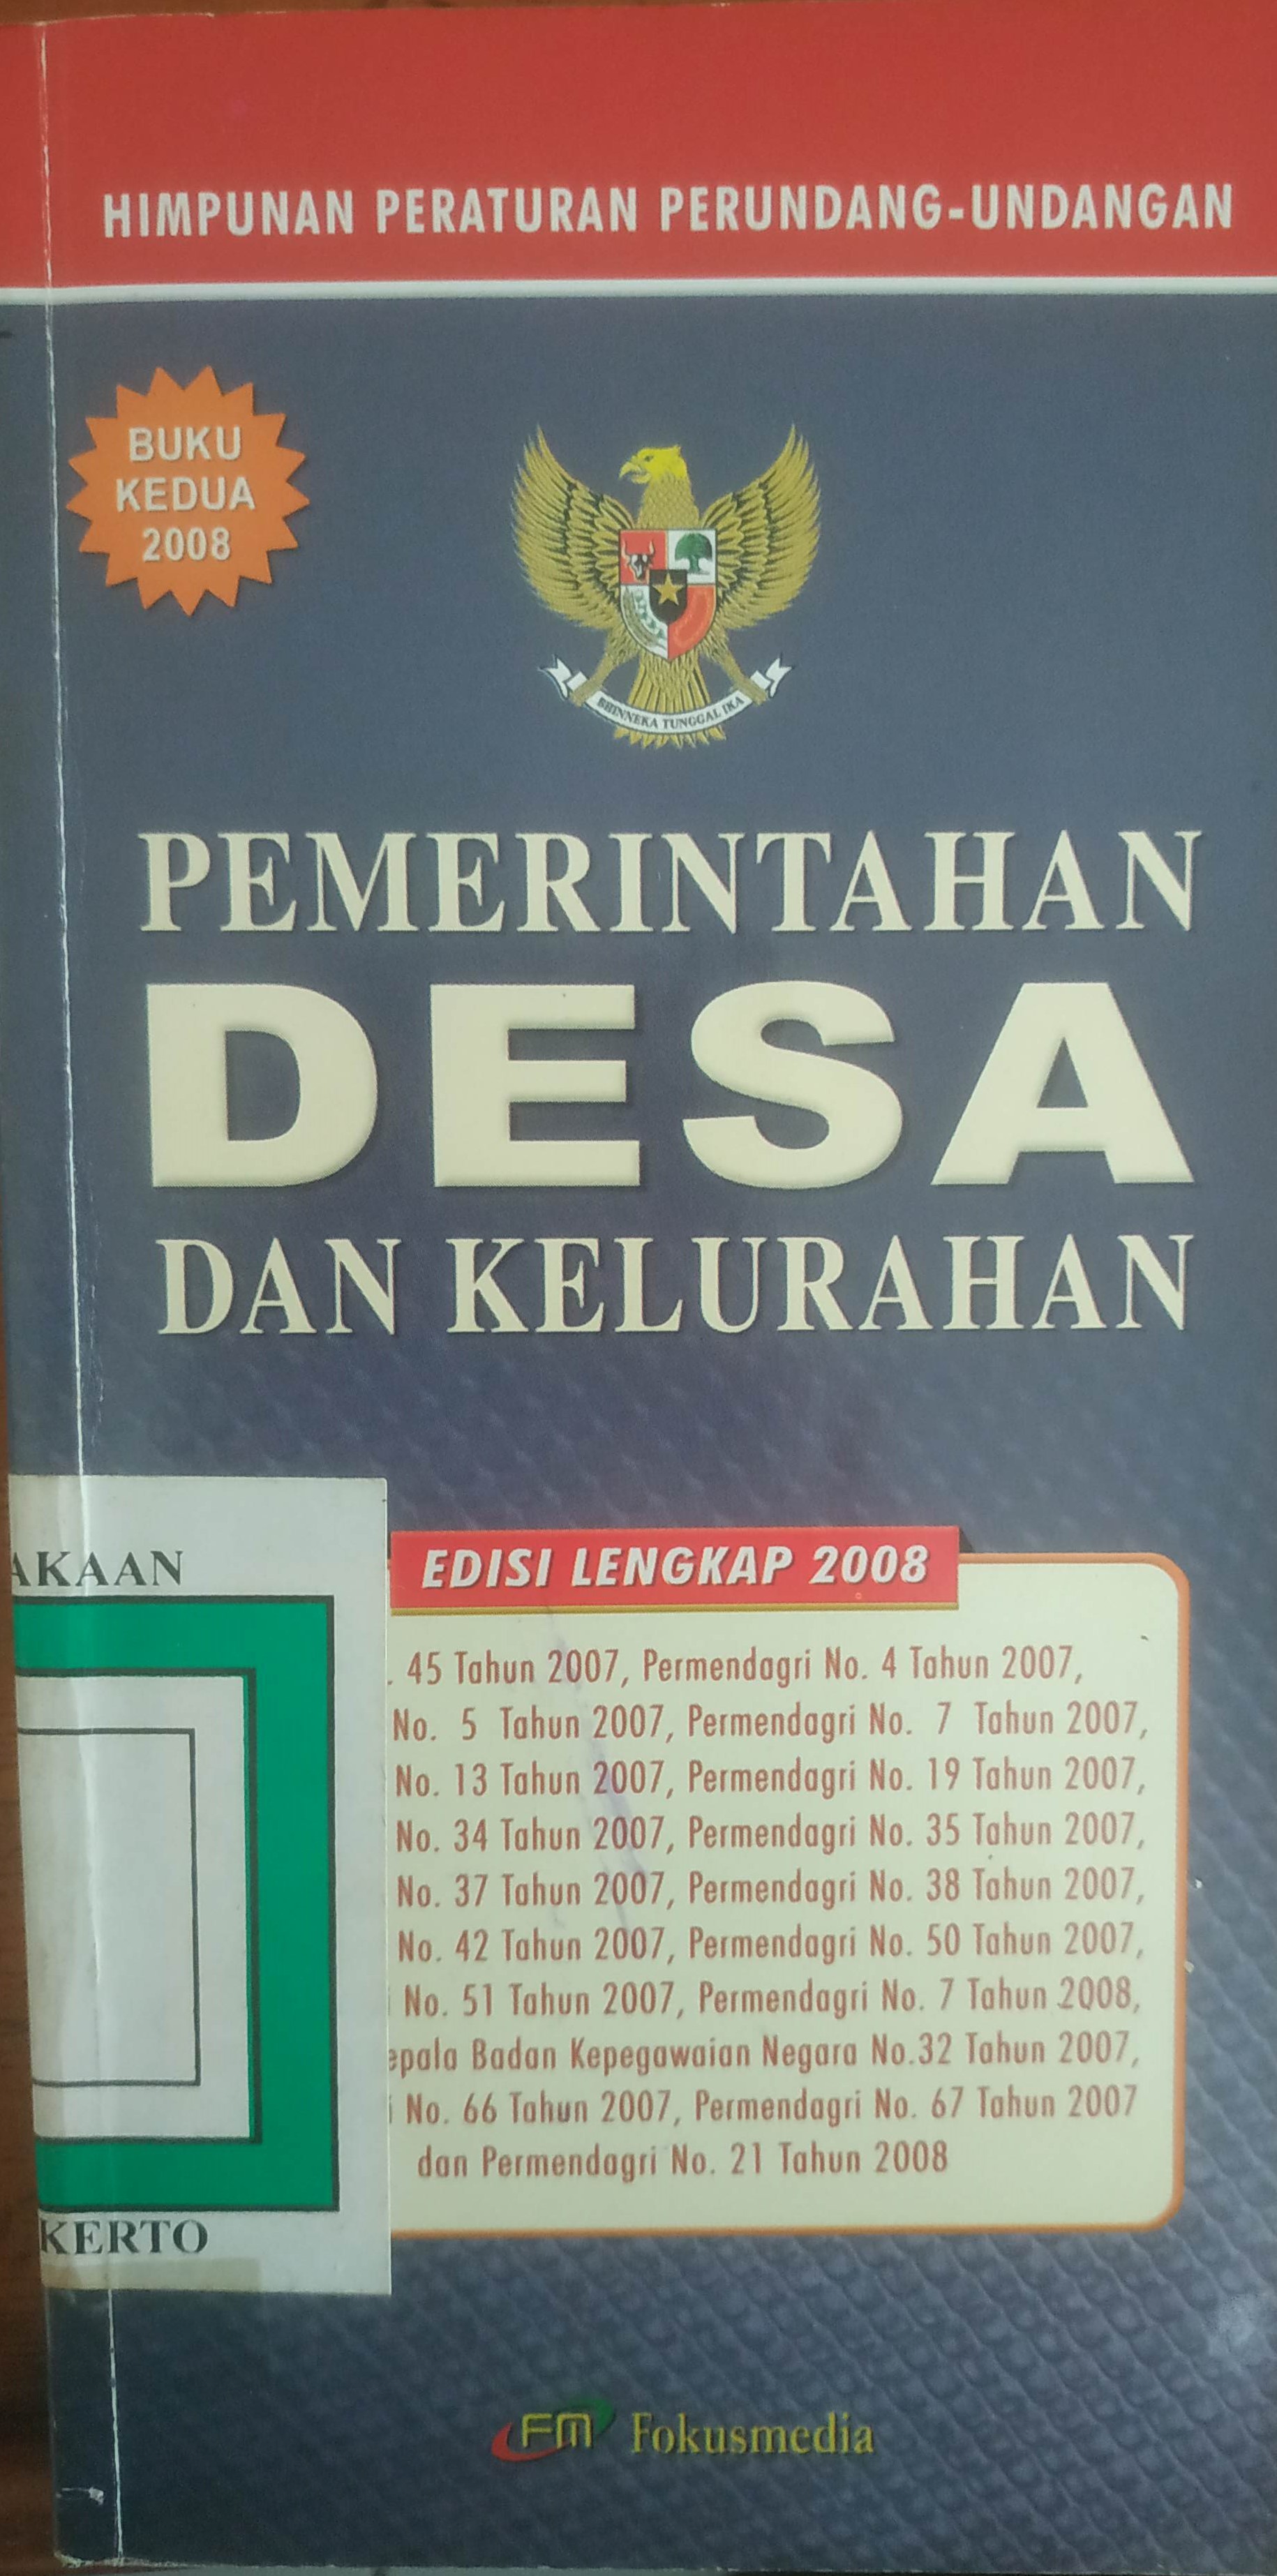 HIMPUNAN PERATURAN PERUNDANG-UNDANGAN
BUKU
KEDUA
2008
BHINNEKA TUNGGAL IKA
PEMERINTAHAN
DESA
DAN KELURAHAN
AKAAN
KERTO
EDISI LENGKAP 2008
. 45 Tahun 2007, Permendagri No. 4 Tahun 2007,
No. 5 Tahun 2007, Permendagri No. 7 Tahun 2007,
No. 13 Tahun 2007, Permendagri No. 19 Tahun 2007,
No. 34 Tahun 2007, Permendagri No. 35 Tahun 2007,
No. 37 Tahun 2007, Permendagri No. 38 Tahun 2007,
No. 42 Tahun 2007, Permendagri No. 50 Tahun 2007,
No. 51 Tahun 2007, Permendagri No. 7 Tahun 2008,
epala Badan Kepegawaian Negara No.32 Tahun 2007,
i No. 66 Tahun 2007, Permendagri No. 67 Tahun 2007
dan Permendagri No. 21 Tahun 2008
FM Fokusmedia